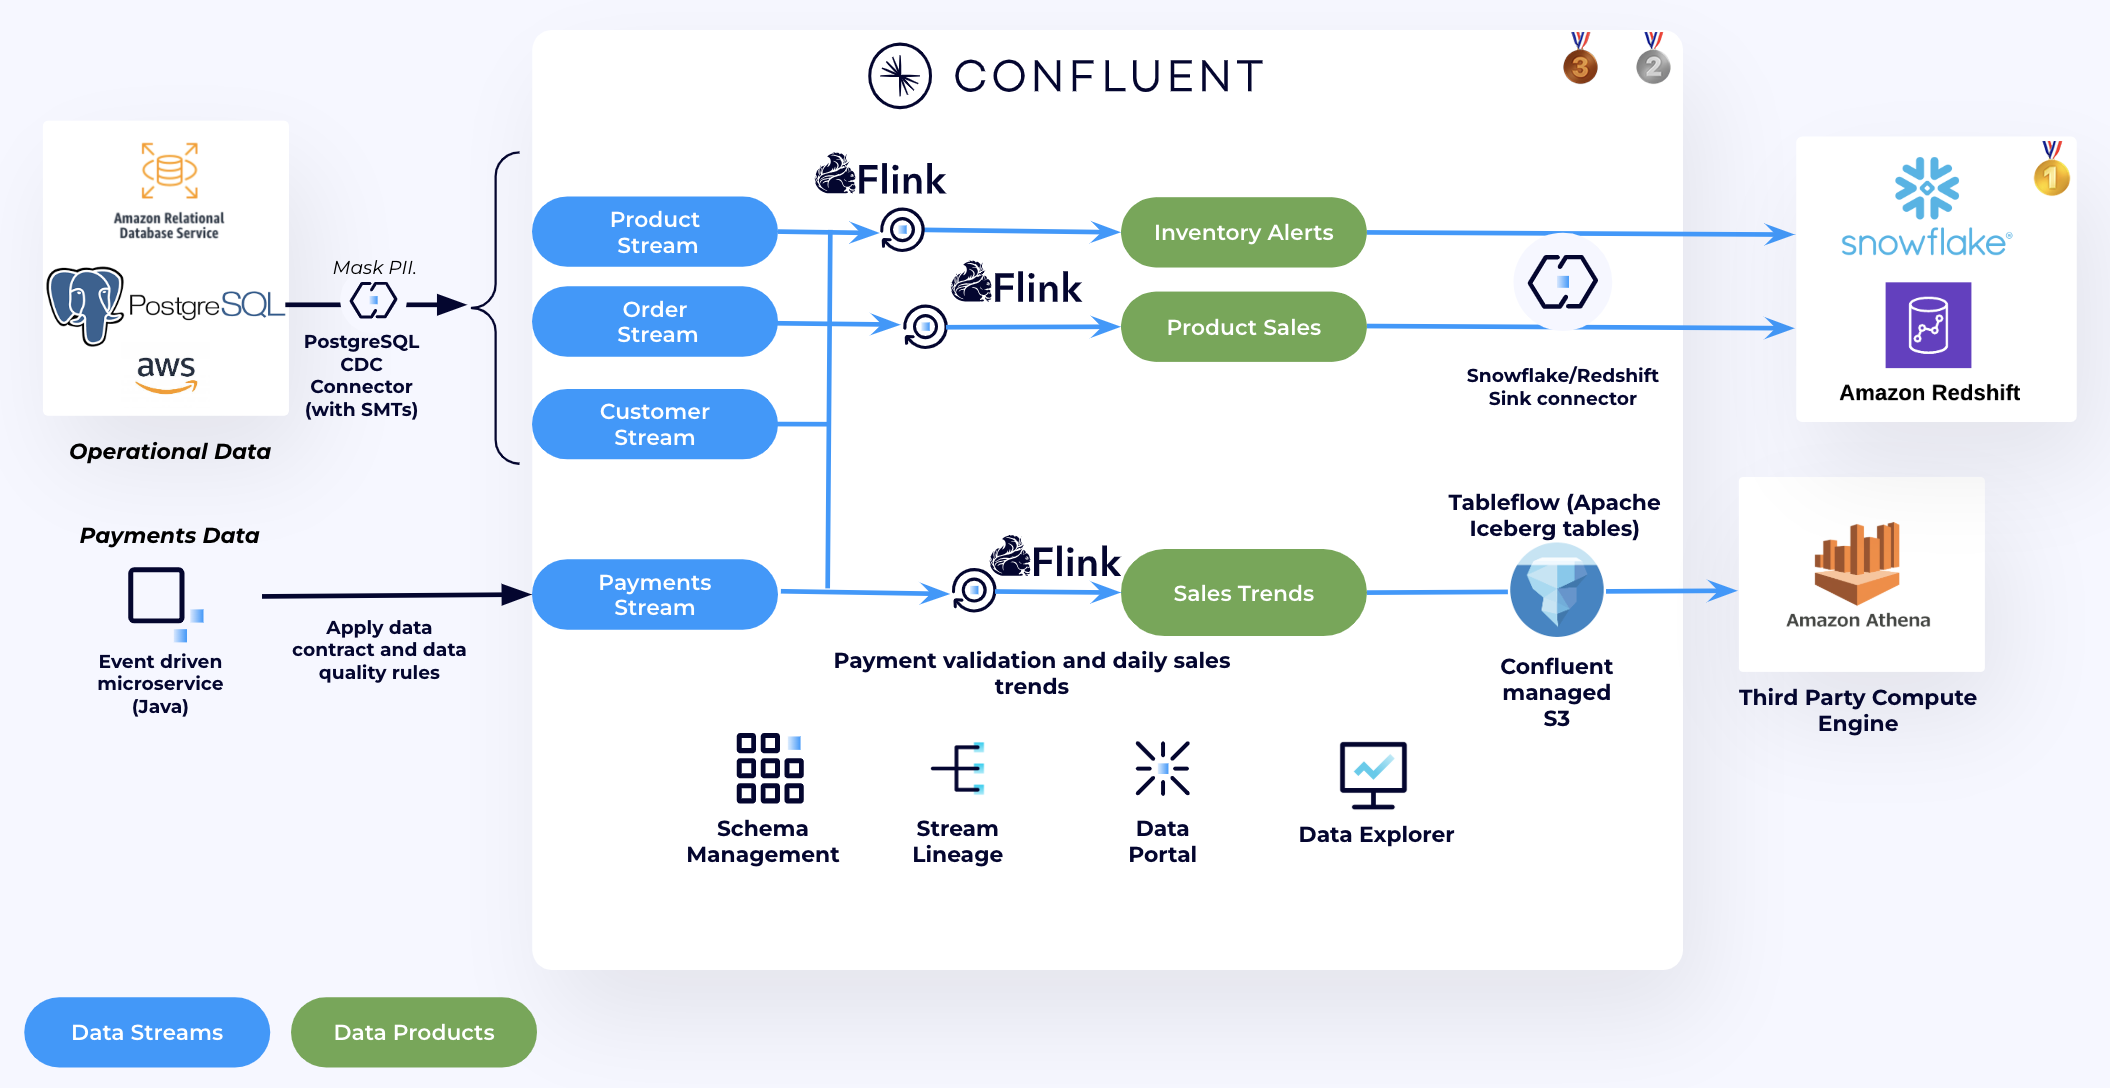 CONFLUENT
3
2
Amazon Relational
Database Service
PostgreSQL
aws
Operational Data
Mask PII.
PostgreSQL
CDC
Connector
(with SMTs)
Payments Data
Event driven
microservice
(Java)
Apply data
contract and data
quality rules
Product
Stream
Order
Stream
Customer
Stream
Payments
Stream
Flink
Flink
Flink
Inventory Alerts
Product Sales
Sales Trends
Payment validation and daily sales
trends
Snowflake/Redshift
Sink connector
Tableflow (Apache
Iceberg tables)
Confluent
managed
S3
1
snowflake®
Amazon Redshift
Amazon Athena
Third Party Compute
Engine
Schema
Management
Stream
Lineage
Data
Portal
Data Explorer
Data Streams
Data Products